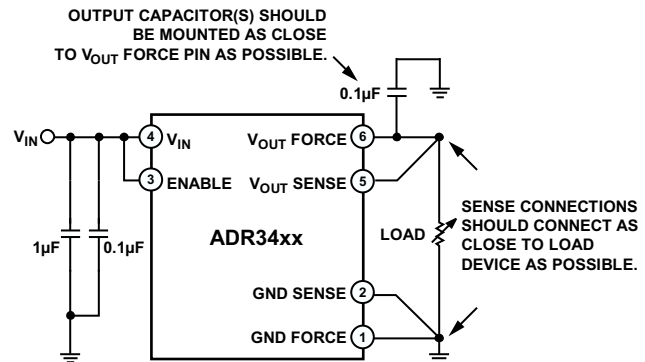 OUTPUT CAPACITOR(S) SHOULD
BE MOUNTED AS CLOSE
TO VOUT FORCE PIN AS POSSIBLE.
0.1µF
VIN
4
VIN
VOUT FORCE
6
3
ENABLE
VOUT SENSE
5
1µF
0.1µF
ADR34xx
LOAD
SENSE CONNECTIONS
SHOULD CONNECT AS
CLOSE TO LOAD
DEVICE AS POSSIBLE.
GND SENSE
2
GND FORCE
1